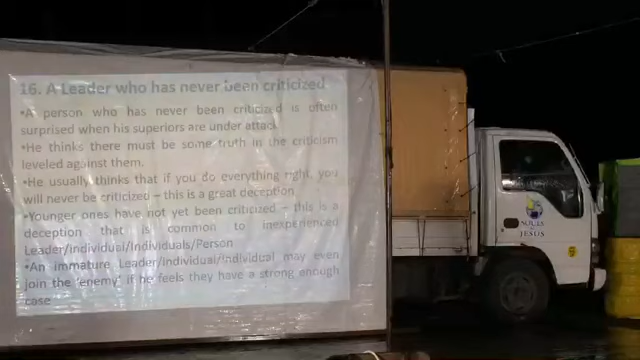 16. A Leader who has never been criticized
•A person who has never been criticized is often
surprised when his superiors are under attack
•He thinks there must be some truth in the criticism
leveled against them.
•He usually thinks that if you do everything right, you
will never be criticized – this is a great deception
•Younger ones have not yet been criticized – this is a
deception that is common to inexperienced
Leader/Individual/Individuals/Person
•An immature Leader/individual/individual may even
join the 'enemy' if he feels they have a strong enough
case
SOULS
JESUS